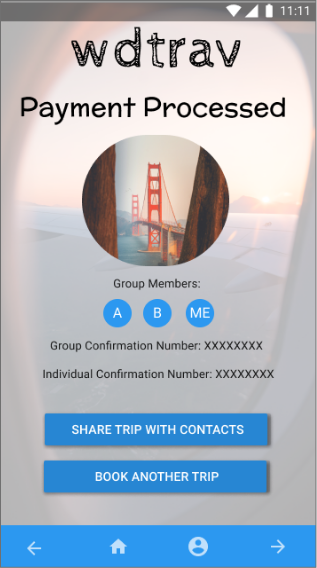 11:11
wdtrav
Payment Processed
Group Members:
A B ME
Group Confirmation Number: XXXXXXXX
Individual Confirmation Number: XXXXXXXX
SHARE TRIP WITH CONTACTS
BOOK ANOTHER TRIP